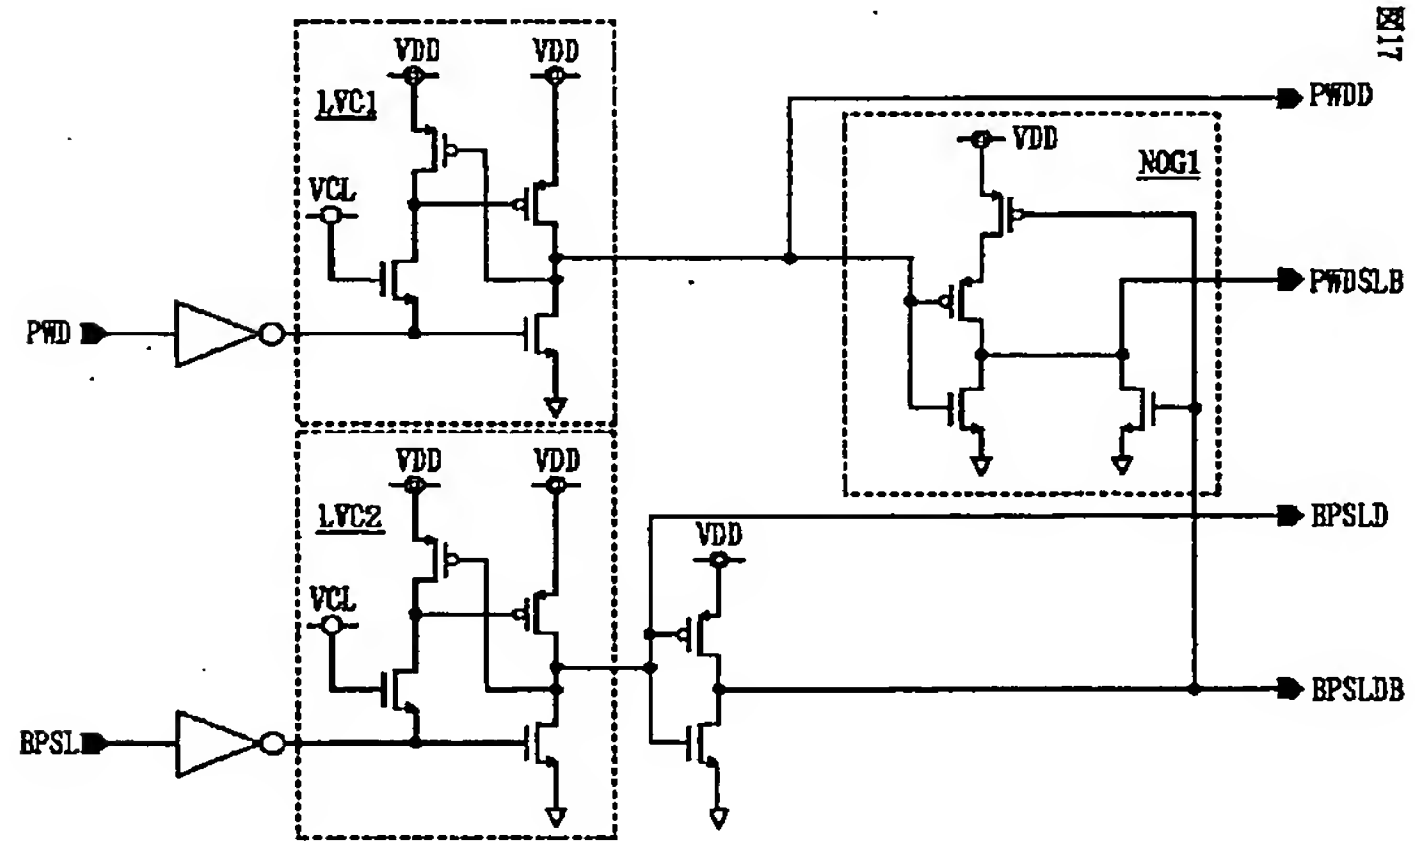 図17
VDD
VDD
LVC1
VCL
PWD
PWDD
VDD
NOG1
PWDSLB
VDD
VDD
LVC2
VCL
BPSL
VDD
BPSLD
BPSLDB